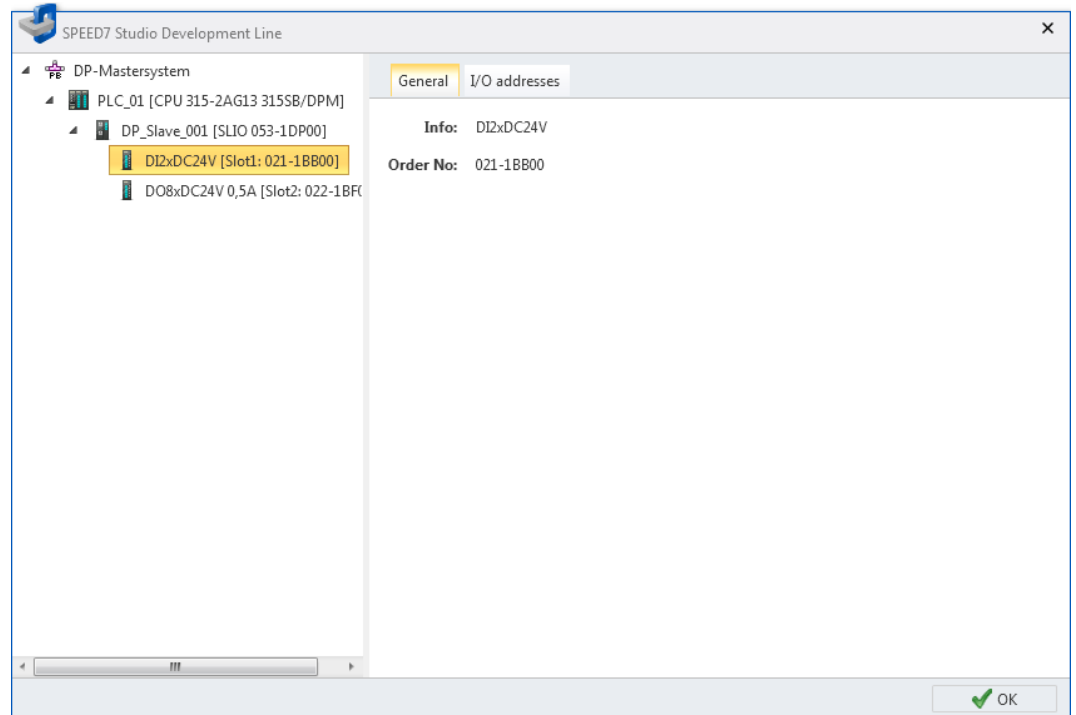 SPEED7 Studio Development Line
DP-Mastersystem
PLC_01 [CPU 315-2AG13 315SB/DPM]
DP_Slave_001 [SLIO 053-1DP00]
DI2xDC24V [Slot1: 021-1BB00]
DO8xDC24V 0,5A [Slot2: 022-1BF(
General I/O addresses
Info: DI2xDC24V
Order No: 021-1BB00
OK